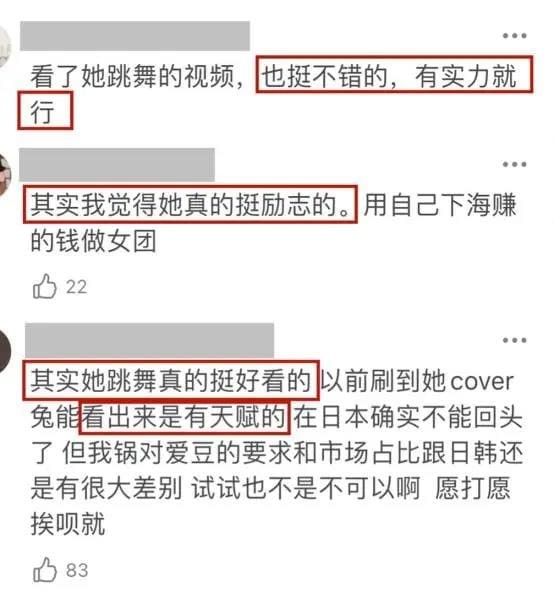 看了她跳舞的视频，也挺不错的，有实力就
行
其实我觉得她真的挺励志的。用自己下海赚
的钱做女团
22
其实她跳舞真的挺好看的 以前刷到她cover
兔能看出来是有天赋的 在日本确实不能回头
了 但我锅对爱豆的要求和市场占比跟日韩还
是有很大差别 试试也不是不可以啊 愿打愿
挨呗就
83